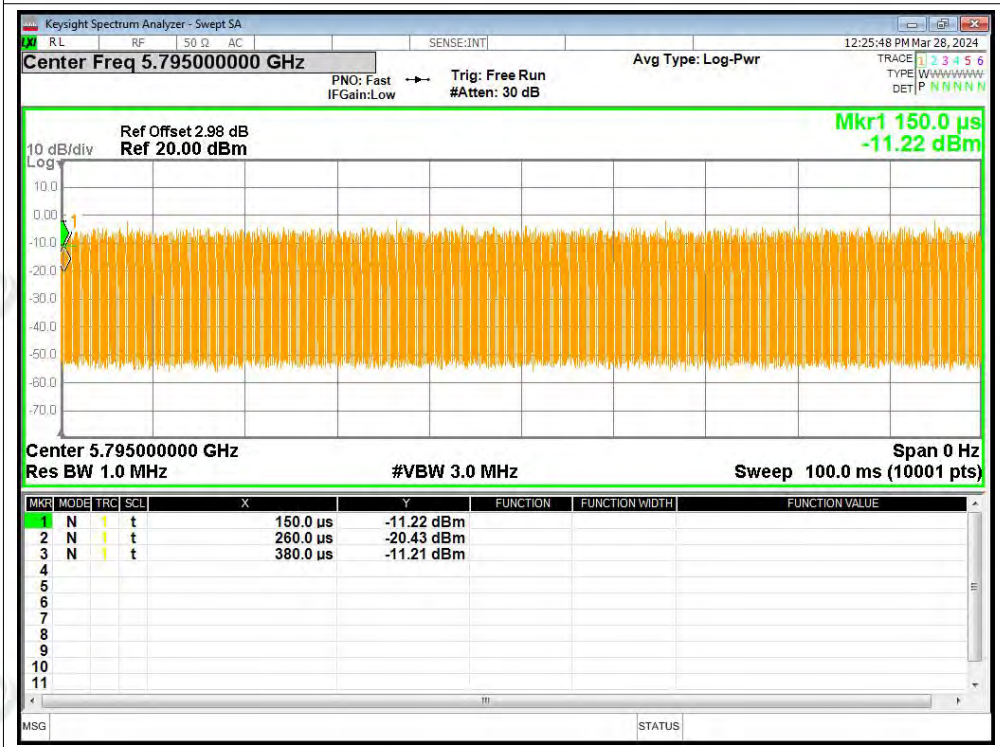 Keysight Spectrum Analyzer - Swept SA
LXI RL RF 50 Ω AC SENSE:INT 12:25:48 PM Mar 28, 2024
Center Freq 5.795000000 GHz Avg Type: Log-Pwr TRACE 1 2 3 4 5 6
PNO: Fast Trig: Free Run TYPE WWWWWWW
IFGain:Low #Atten: 30 dB DET P N N N N N
Mkr1 150.0 µs
Ref Offset 2.98 dB
10 dB/div Ref 20.00 dBm -11.22 dBm
Log
10.0
0.00
1
-10.0
-20.0
-30.0
-40.0
-50.0
-60.0
-70.0
Center 5.795000000 GHz Span 0 Hz
Res BW 1.0 MHz #VBW 3.0 MHz Sweep 100.0 ms (10001 pts)
MKR MODE TRC SCL X Y FUNCTION FUNCTION WIDTH FUNCTION VALUE
1 N 1 t 150.0 µs -11.22 dBm
2 N 1 t 260.0 µs -20.43 dBm
3 N 1 t 380.0 µs -11.21 dBm
4
5
6
7
8
9
10
11
MSG STATUS